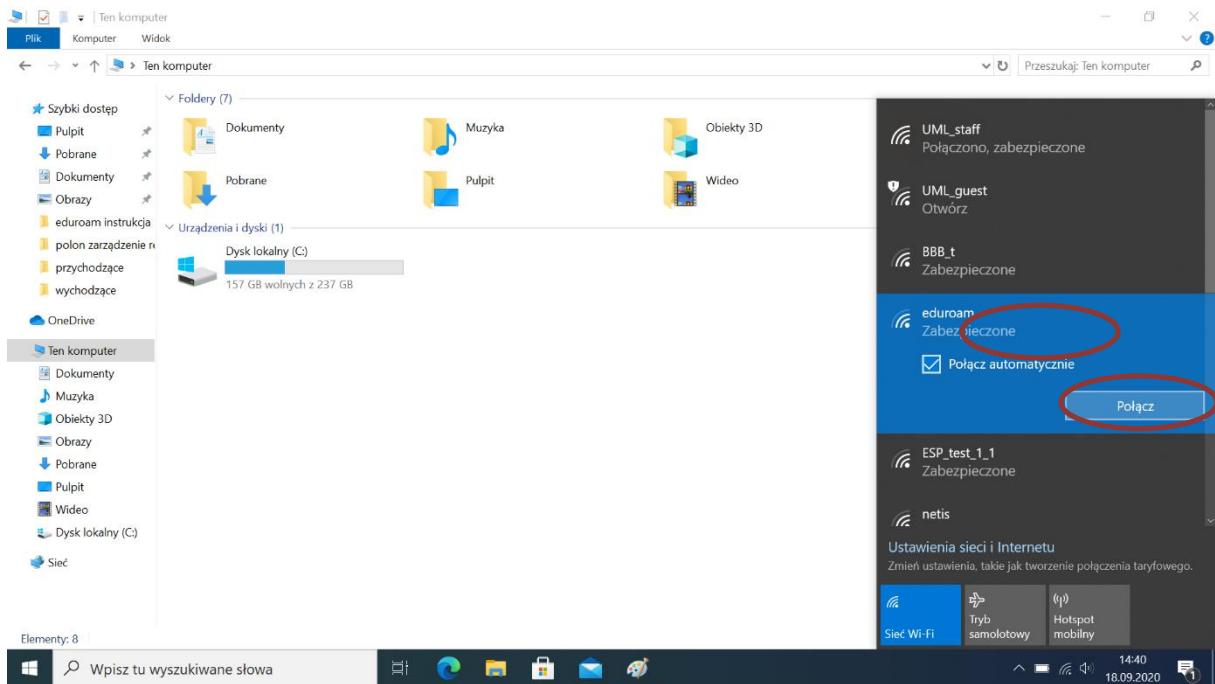 Ten komputer
Plik Komputer Widok
Ten komputer
Przeszukaj: Ten komputer
Szybki dostęp
Pulpit
Pobrane
Dokumenty
Obrazy
eduroam instrukcja
polon zarządzenie re
przychodzące
wychodzące
OneDrive
Ten komputer
Dokumenty
Muzyka
Obiekty 3D
Obrazy
Pobrane
Pulpit
Wideo
Dysk lokalny (C:)
Sieć
Foldery (7)
Dokumenty Muzyka Obiekty 3D
Pobrane Pulpit Wideo
Urządzenia i dyski (1)
Dysk lokalny (C:)
157 GB wolnych z 237 GB
UML_staff
Połączono, zabezpieczone
UML_guest
Otwórz
BBB_t
Zabezpieczone
eduroam
Zabezpieczone
Połącz automatycznie
Połącz
ESP_test_1_1
Zabezpieczone
netis
Ustawienia sieci i Internetu
Zmień ustawienia, takie jak tworzenie połączenia taryfowego.
Sieć Wi-Fi
Tryb samolotowy
Hotspot mobilny
Elementy: 8
Wpisz tu wyszukiwane słowa
14:40
18.09.2020
1